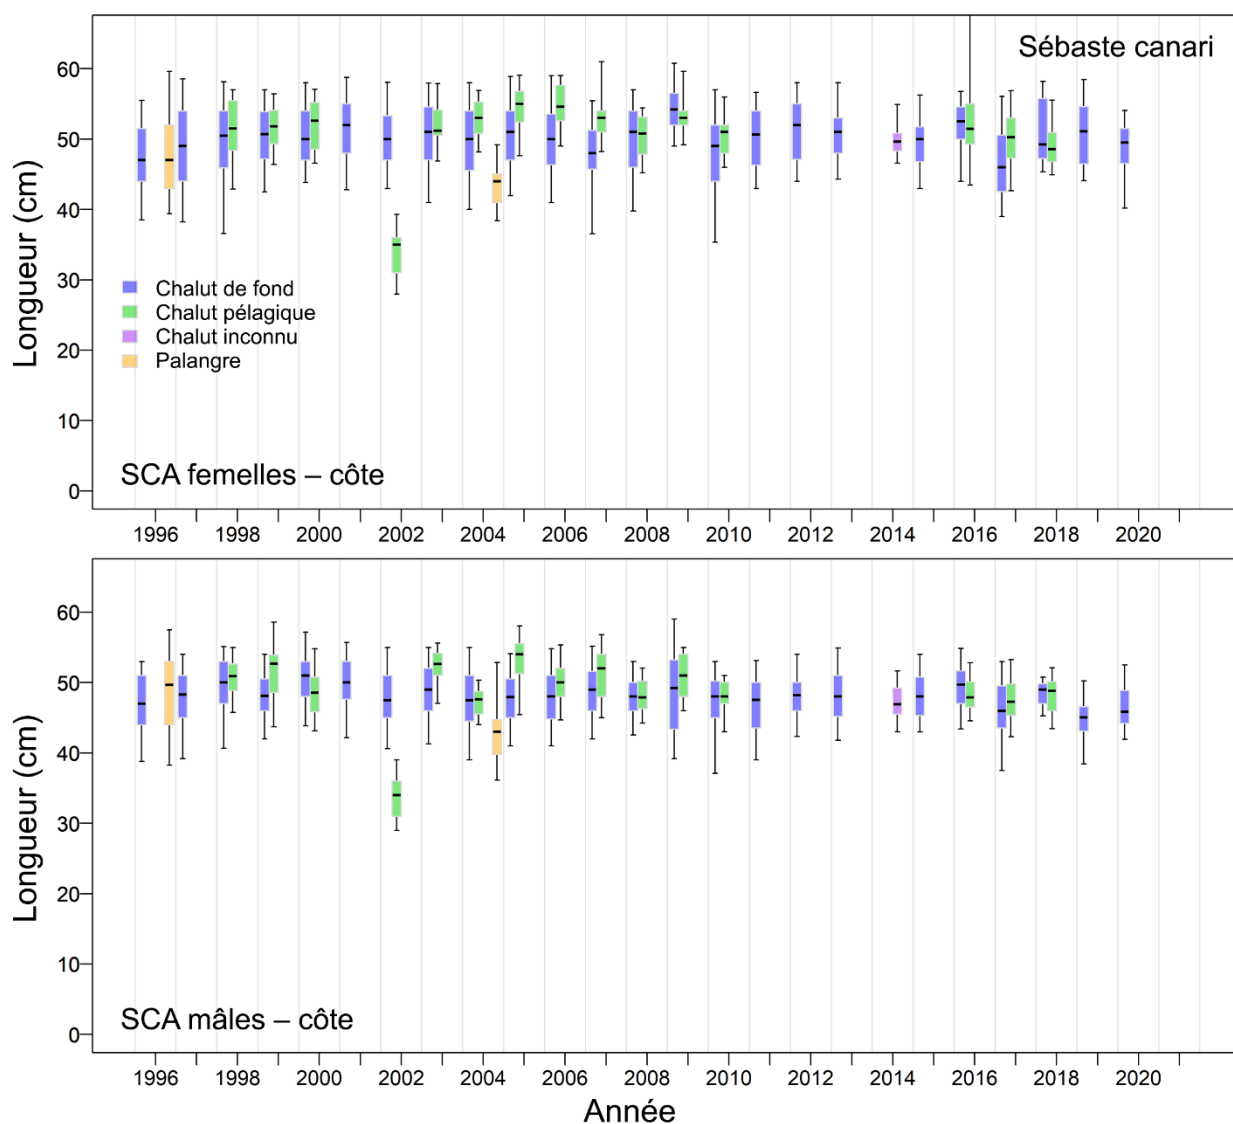 Sébaste canari
Longueur (cm)
60
50
40
30
20
10
0
Chalut de fond
Chalut pélagique
Chalut inconnu
Palangre
SCA femelles – côte
1996 1998 2000 2002 2004 2006 2008 2010 2012 2014 2016 2018 2020
Longueur (cm)
60
50
40
30
20
10
0
SCA mâles – côte
1996 1998 2000 2002 2004 2006 2008 2010 2012 2014 2016 2018 2020
Année